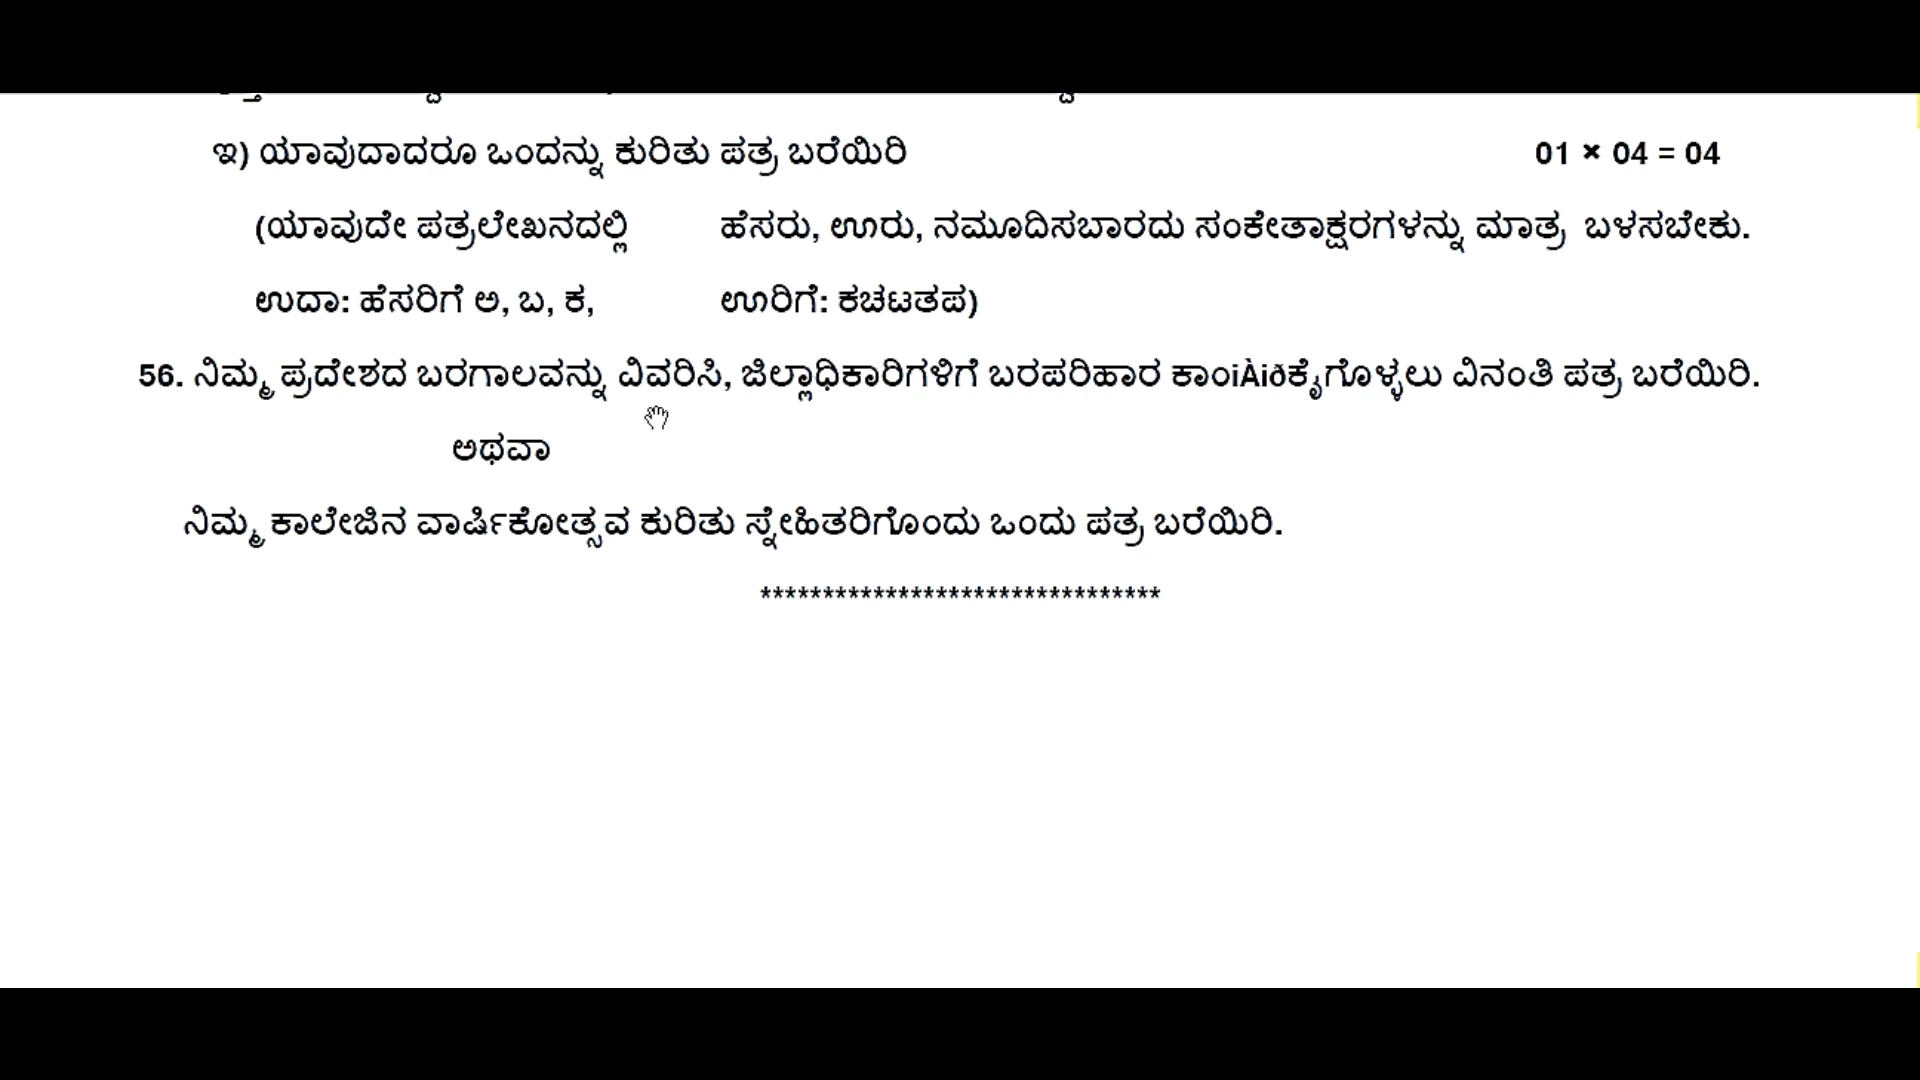 ಇ) ಯಾವುದಾದರೂ ಒಂದನ್ನು ಕುರಿತು ಪತ್ರ ಬರೆಯಿರಿ 01 × 04 = 04
(ಯಾವುದೇ ಪತ್ರಲೇಖನದಲ್ಲಿ ಹೆಸರು, ಊರು, ನಮೂದಿಸಬಾರದು ಸಂಕೇತಾಕ್ಷರಗಳನ್ನು ಮಾತ್ರ ಬಳಸಬೇಕು.
ಉದಾ: ಹೆಸರಿಗೆ ಅ, ಬ, ಕ, ಊರಿಗೆ: ಕಚಟತಪ)
56. ನಿಮ್ಮ ಪ್ರದೇಶದ ಬರಗಾಲವನ್ನು ವಿವರಿಸಿ, ಜಿಲ್ಲಾಧಿಕಾರಿಗಳಿಗೆ ಬರಪರಿಹಾರ ಕಾಂiÀiðಕೈಗೊಳ್ಳಲು ವಿನಂತಿ ಪತ್ರ ಬರೆಯಿರಿ.
ಅಥವಾ
ನಿಮ್ಮ ಕಾಲೇಜಿನ ವಾರ್ಷಿಕೋತ್ಸವ ಕುರಿತು ಸ್ನೇಹಿತರಿಗೊಂದು ಒಂದು ಪತ್ರ ಬರೆಯಿರಿ.
********************************